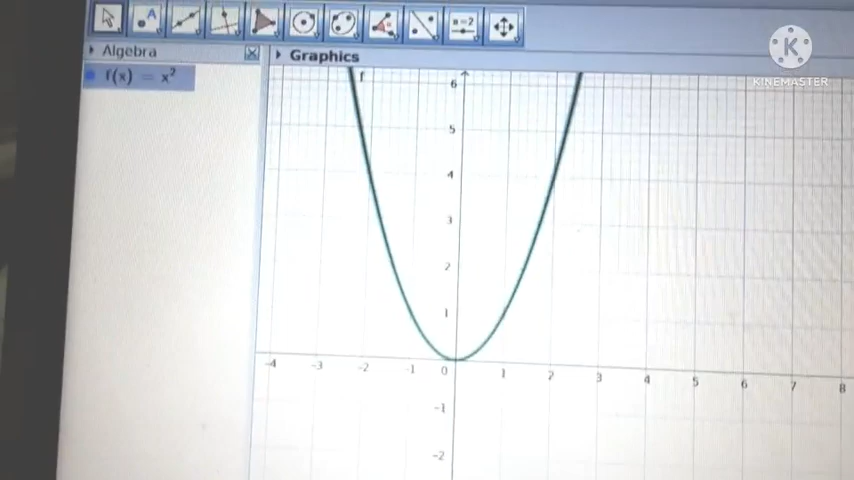 A
a=2
K
KINEMASTER
Algebra
Graphics
f(x) = x²
f
6
5
4
3
2
1
-4 -3 -2 -1 0 1 2 3 4 5 6 7 8
-1
-2